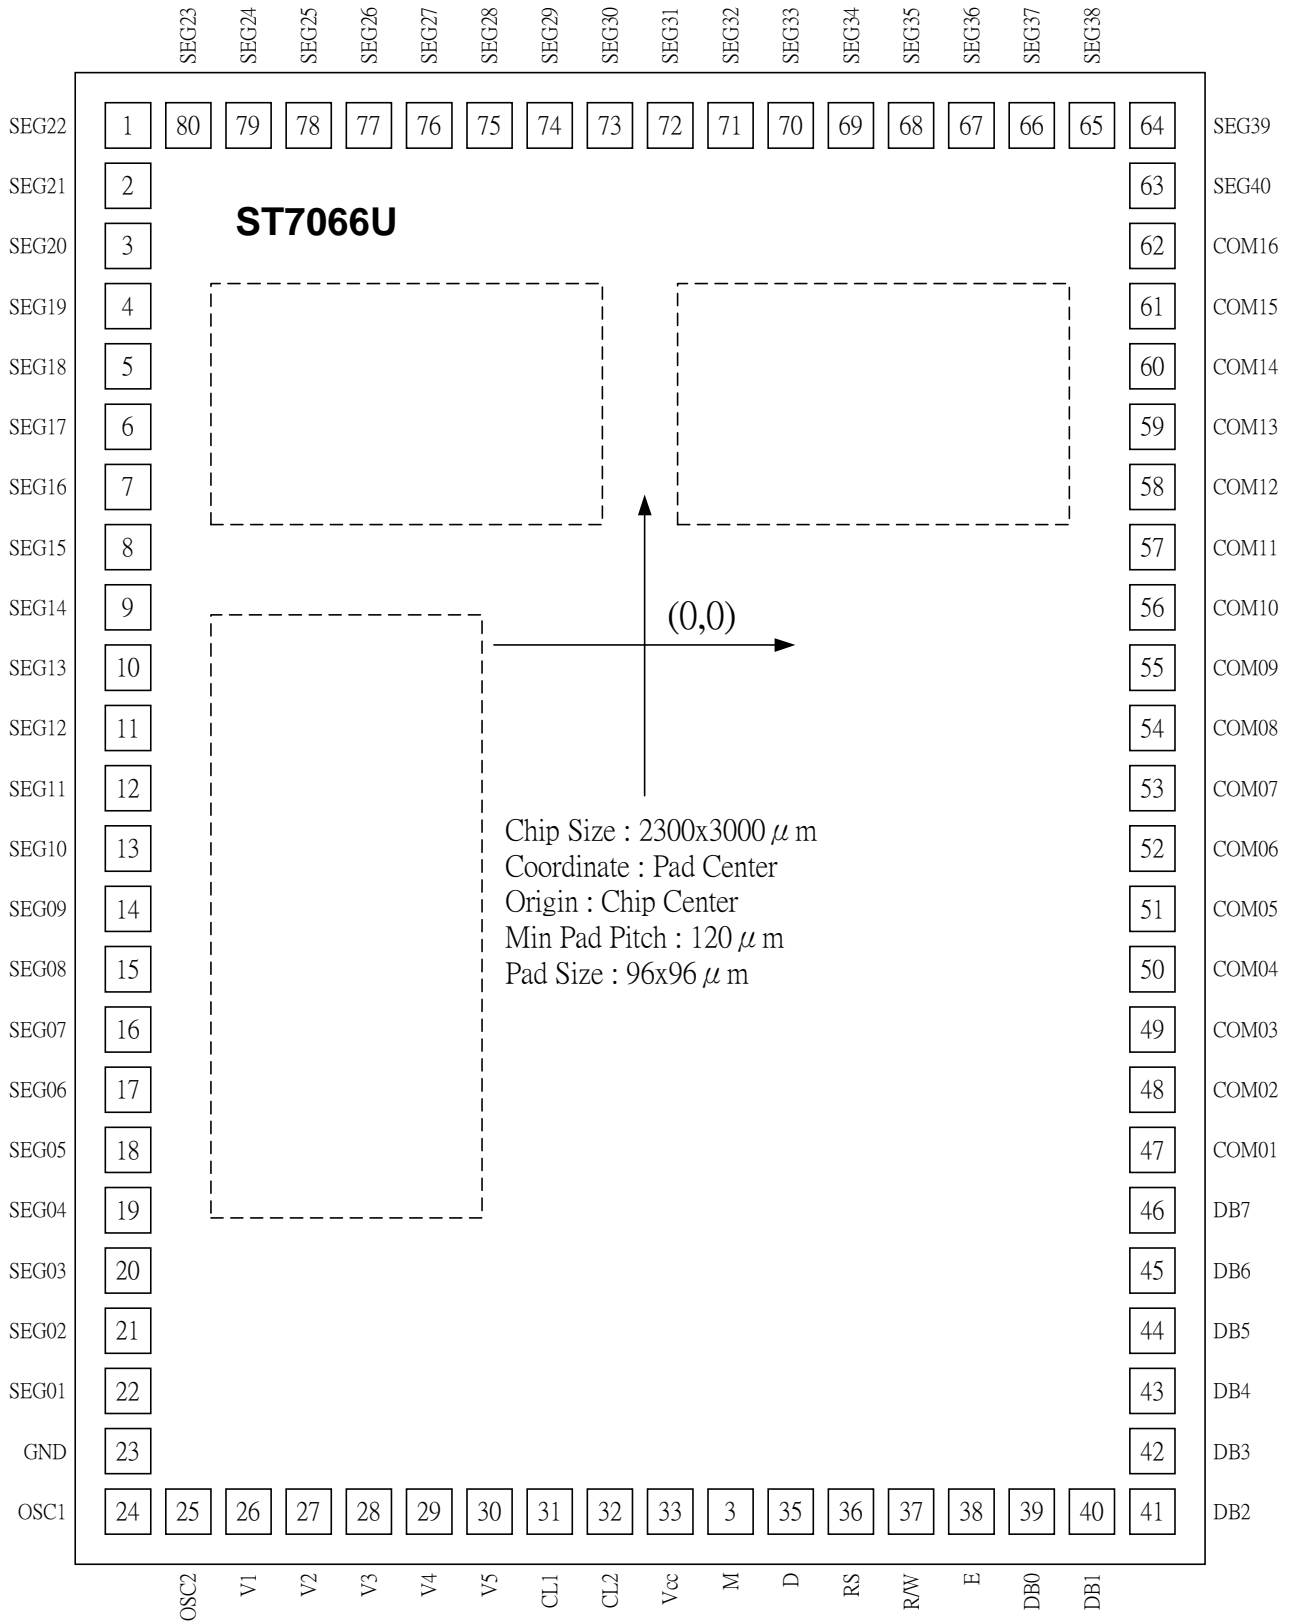 SEG23 SEG24 SEG25 SEG26 SEG27 SEG28 SEG29 SEG30 SEG31 SEG32 SEG33 SEG34 SEG35 SEG36 SEG37 SEG38
SEG22 1 80 79 78 77 76 75 74 73 72 71 70 69 68 67 66 65 64 SEG39
SEG21 2 63 SEG40
ST7066U
SEG20 3 62 COM16
SEG19 4 61 COM15
SEG18 5 60 COM14
SEG17 6 59 COM13
SEG16 7 58 COM12
SEG15 8 57 COM11
SEG14 9 56 COM10
(0,0)
SEG13 10 55 COM09
SEG12 11 54 COM08
SEG11 12 53 COM07
Chip Size : 2300x3000 μ m
SEG10 13 52 COM06
Coordinate : Pad Center
Origin : Chip Center
SEG09 14 51 COM05
Min Pad Pitch : 120 μ m
SEG08 15 50 COM04
Pad Size : 96x96 μ m
SEG07 16 49 COM03
SEG06 17 48 COM02
SEG05 18 47 COM01
SEG04 19 46 DB7
SEG03 20 45 DB6
SEG02 21 44 DB5
SEG01 22 43 DB4
GND 23 42 DB3
OSC1 24 25 26 27 28 29 30 31 32 33 3 35 36 37 38 39 40 41 DB2
OSC2 V1 V2 V3 V4 V5 CL1 CL2 Vcc M D RS R/W E DB0 DB1